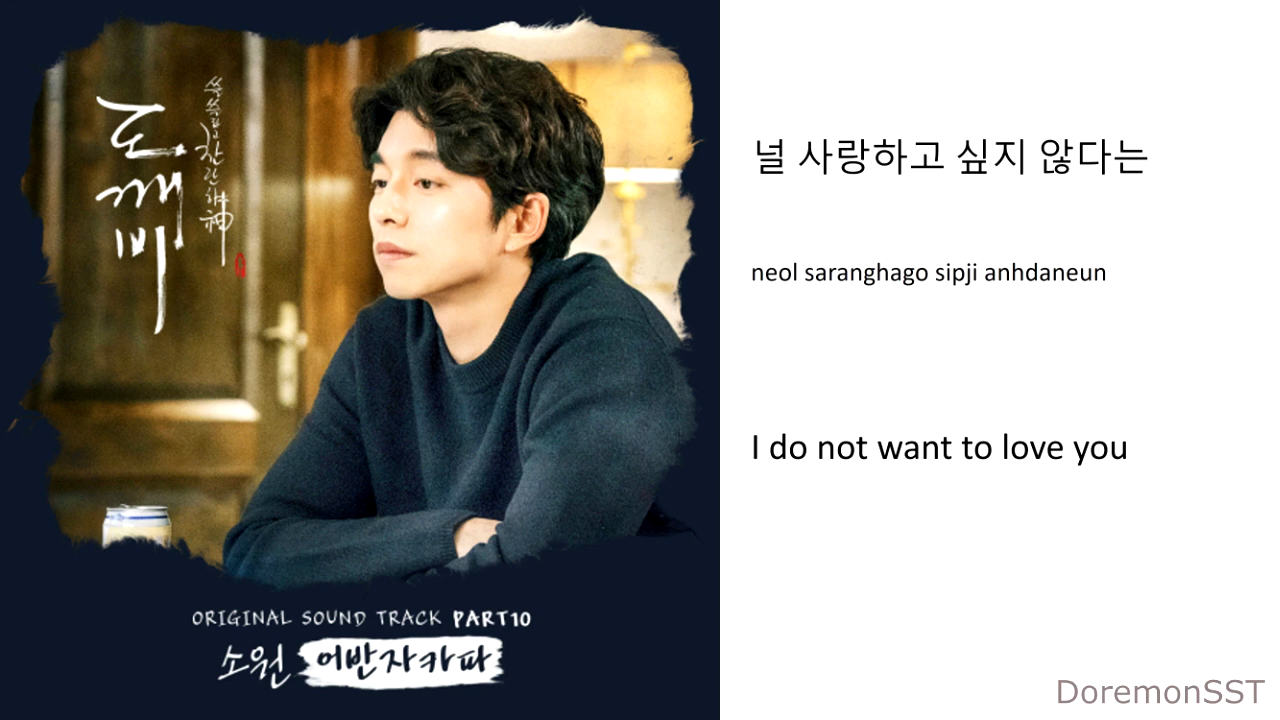 도깨비
쓸쓸하고
찬란하神
ORIGINAL SOUND TRACK PART10
소원 어반자카파
널 사랑하고 싶지 않다는
neol saranghago sipji anhdaneun
I do not want to love you
DoremonSST